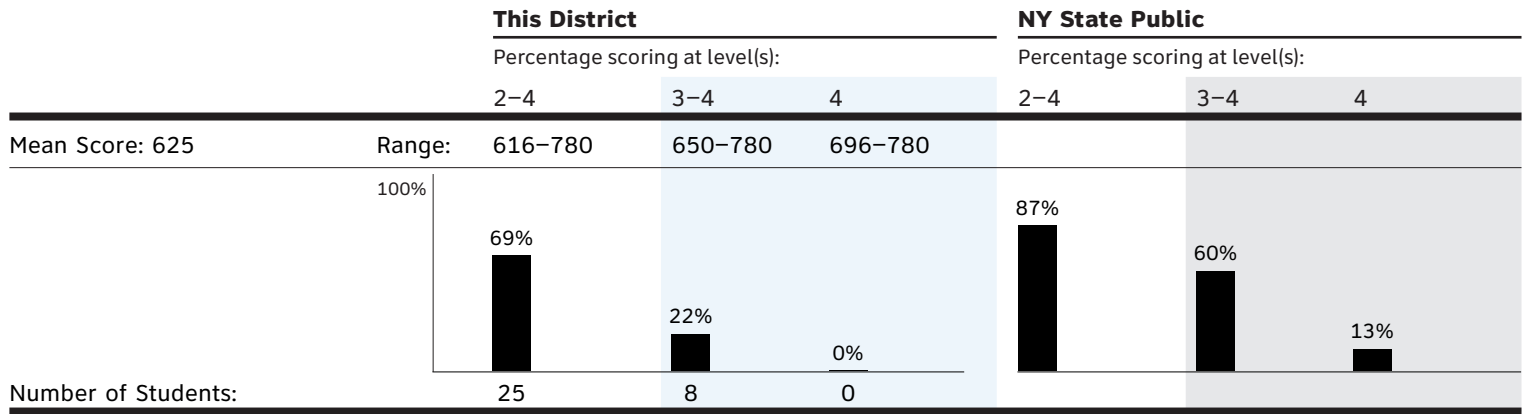 This District NY State Public
Percentage scoring at level(s): Percentage scoring at level(s):
2–4 3–4 4 2–4 3–4 4
Mean Score: 625 Range: 616–780 650–780 696–780
100%
87%
69%
60%
22%
13%
0%
Number of Students: 25 8 0